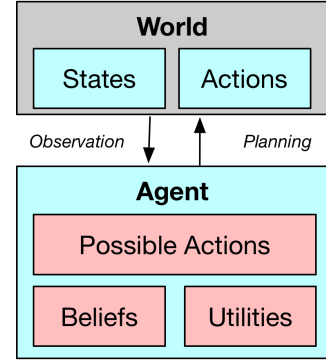 World
States Actions
Observation Planning
Agent
Possible Actions
Beliefs Utilities